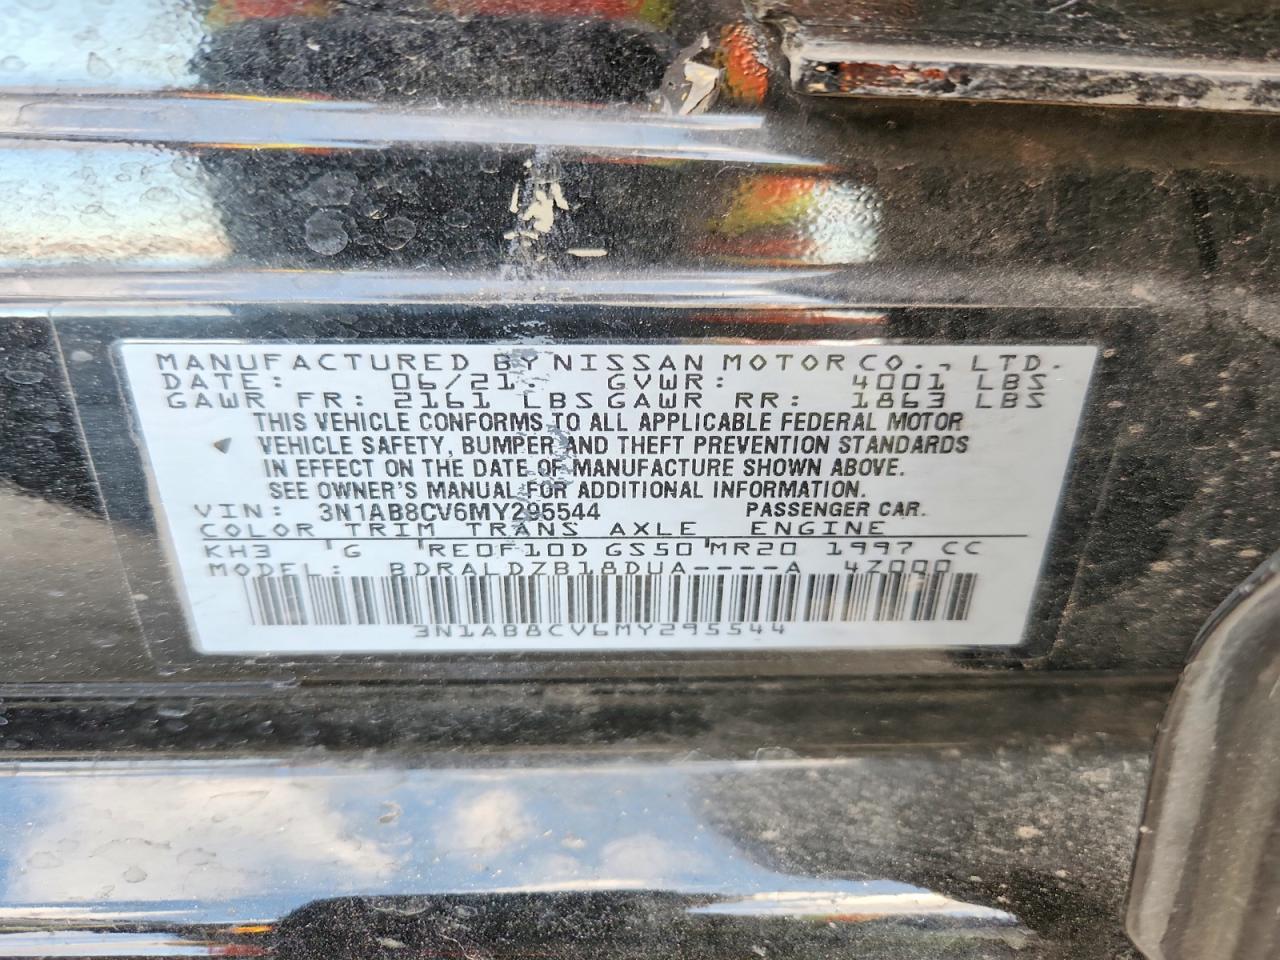 MANUFACTURED BY NISSAN MOTOR CO., LTD.
DATE: 06/21. GVWR: 4001 LBS
GAWR FR: 2161 LBS GAWR RR: 1863 LBS
THIS VEHICLE CONFORMS TO ALL APPLICABLE FEDERAL MOTOR
VEHICLE SAFETY, BUMPER AND THEFT PREVENTION STANDARDS
IN EFFECT ON THE DATE OF MANUFACTURE SHOWN ABOVE.
SEE OWNER'S MANUAL FOR ADDITIONAL INFORMATION.
VIN: 3N1AB8CV6MY295544 PASSENGER CAR.
COLOR TRIM TRANS AXLE ENGINE
KH3 G RE0F10D GS50 MR20 1997 CC
MODEL: BDRALDZB18DUA----A 4Z000
3N1AB8CV6MY295544